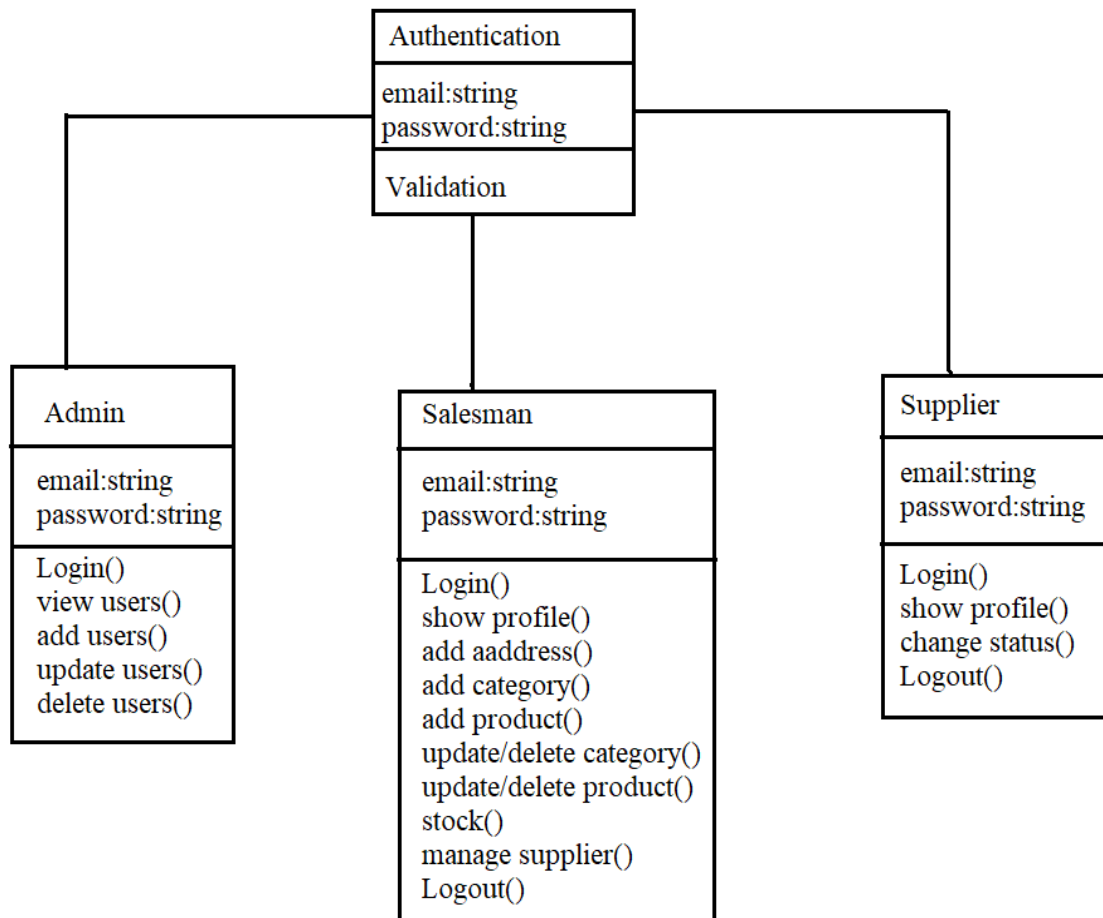 Authentication
email:string
password:string
Validation
Admin
email:string
password:string
Login()
view users()
add users()
update users()
delete users()
Salesman
email:string
password:string
Login()
show profile()
add aaddress()
add category()
add product()
update/delete category()
update/delete product()
stock()
manage supplier()
Logout()
Supplier
email:string
password:string
Login()
show profile()
change status()
Logout()